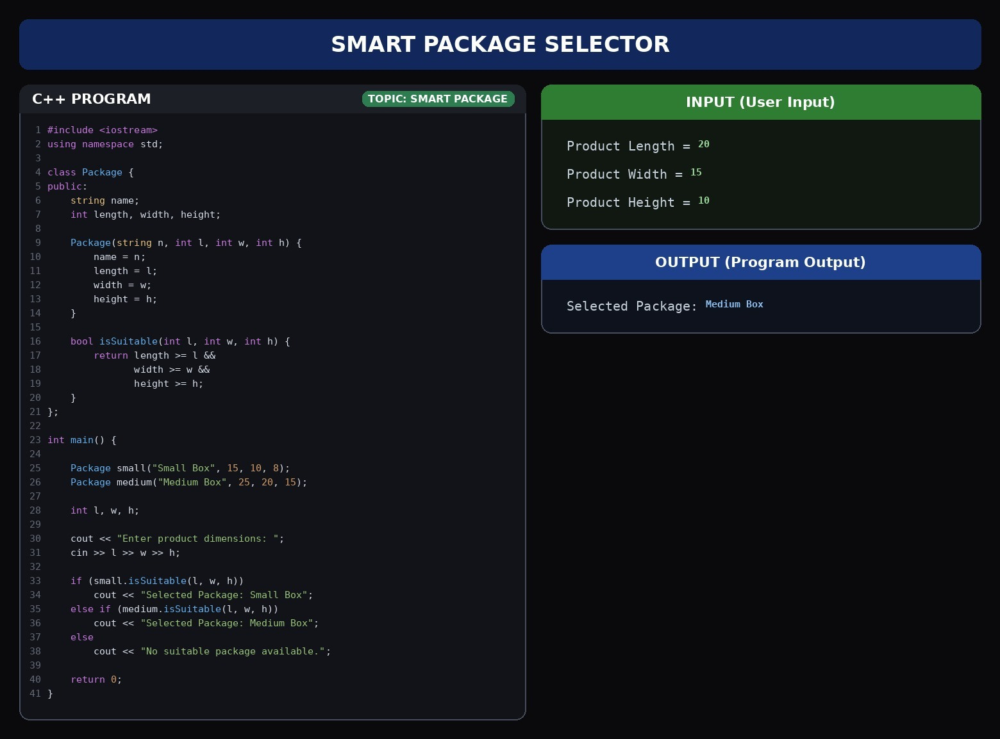 SMART PACKAGE SELECTOR
C++ PROGRAM
TOPIC: SMART PACKAGE
1 #include <iostream>
2 using namespace std;
3
4 class Package {
5 public:
6     string name;
7     int length, width, height;
8
9     Package(string n, int l, int w, int h) {
10         name = n;
11         length = l;
12         width = w;
13         height = h;
14     }
15
16     bool isSuitable(int l, int w, int h) {
17         return length >= l &&
18                width >= w &&
19                height >= h;
20     }
21 };
22
23 int main() {
24
25     Package small("Small Box", 15, 10, 8);
26     Package medium("Medium Box", 25, 20, 15);
27
28     int l, w, h;
29
30     cout << "Enter product dimensions: ";
31     cin >> l >> w >> h;
32
33     if (small.isSuitable(l, w, h))
34         cout << "Selected Package: Small Box";
35     else if (medium.isSuitable(l, w, h))
36         cout << "Selected Package: Medium Box";
37     else
38         cout << "No suitable package available.";
39
40     return 0;
41 }
INPUT (User Input)
Product Length = 20
Product Width = 15
Product Height = 10
OUTPUT (Program Output)
Selected Package: Medium Box